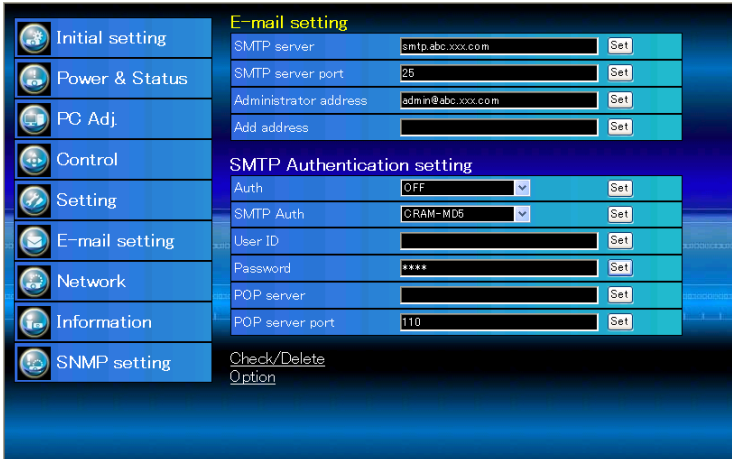 Initial setting
Power & Status
PC Adj.
Control
Setting
E-mail setting
Network
Information
SNMP setting
E-mail setting
SMTP server smtp.abc.xxx.com Set
SMTP server port 25 Set
Administrator address admin@abc.xxx.com Set
Add address Set
SMTP Authentication setting
Auth OFF Set
SMTP Auth CRAM-MD5 Set
User ID Set
Password **** Set
POP server Set
POP server port 110 Set
Check/Delete
Option